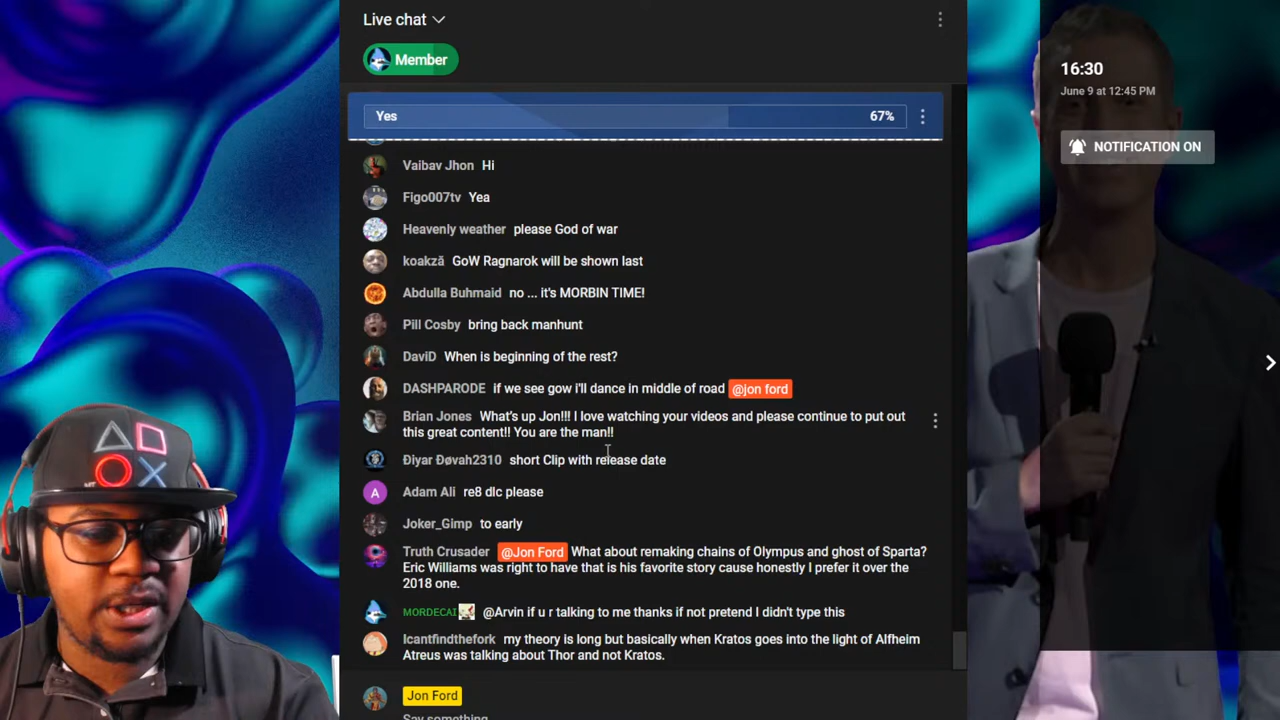 Live chat
Member
Yes 67%
Vaibav Jhon Hi
Figo007tv Yea
Heavenly weather please God of war
koakză GoW Ragnarok will be shown last
Abdulla Buhmaid no ... it's MORBIN TIME!
Pill Cosby bring back manhunt
DaviD When is beginning of the rest?
DASHPARODE if we see gow i'll dance in middle of road @jon ford
Brian Jones What's up Jon!!! I love watching your videos and please continue to put out
this great content!! You are the man!!
Điyar Đøvah2310 short Clip with release date
A Adam Ali re8 dlc please
Joker_Gimp to early
Truth Crusader @Jon Ford What about remaking chains of Olympus and ghost of Sparta?
Eric Williams was right to have that is his favorite story cause honestly I prefer it over the
2018 one.
MORDECAI @Arvin if u r talking to me thanks if not pretend I didn't type this
Icantfindthefork my theory is long but basically when Kratos goes into the light of Alfheim
Atreus was talking about Thor and not Kratos.
Jon Ford
Say something
16:30
June 9 at 12:45 PM
NOTIFICATION ON